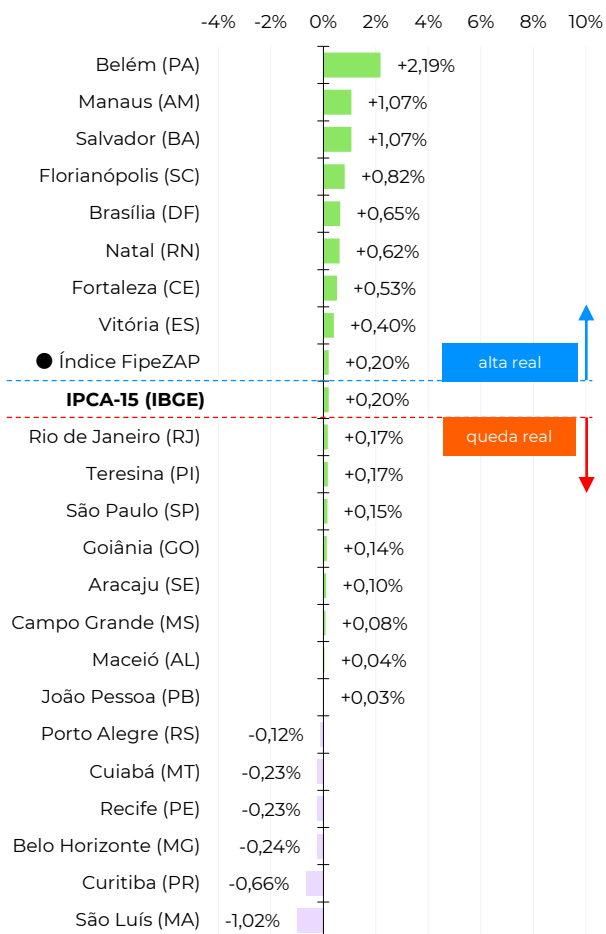 -4% -2% 0% 2% 4% 6% 8% 10%
Belém (PA) +2,19%
Manaus (AM) +1,07%
Salvador (BA) +1,07%
Florianópolis (SC) +0,82%
Brasília (DF) +0,65%
Natal (RN) +0,62%
Fortaleza (CE) +0,53%
Vitória (ES) +0,40%
● Índice FipeZAP +0,20% alta real
IPCA-15 (IBGE) +0,20%
Rio de Janeiro (RJ) +0,17% queda real
Teresina (PI) +0,17%
São Paulo (SP) +0,15%
Goiânia (GO) +0,14%
Aracaju (SE) +0,10%
Campo Grande (MS) +0,08%
Maceió (AL) +0,04%
João Pessoa (PB) +0,03%
Porto Alegre (RS) -0,12%
Cuiabá (MT) -0,23%
Recife (PE) -0,23%
Belo Horizonte (MG) -0,24%
Curitiba (PR) -0,66%
São Luís (MA) -1,02%